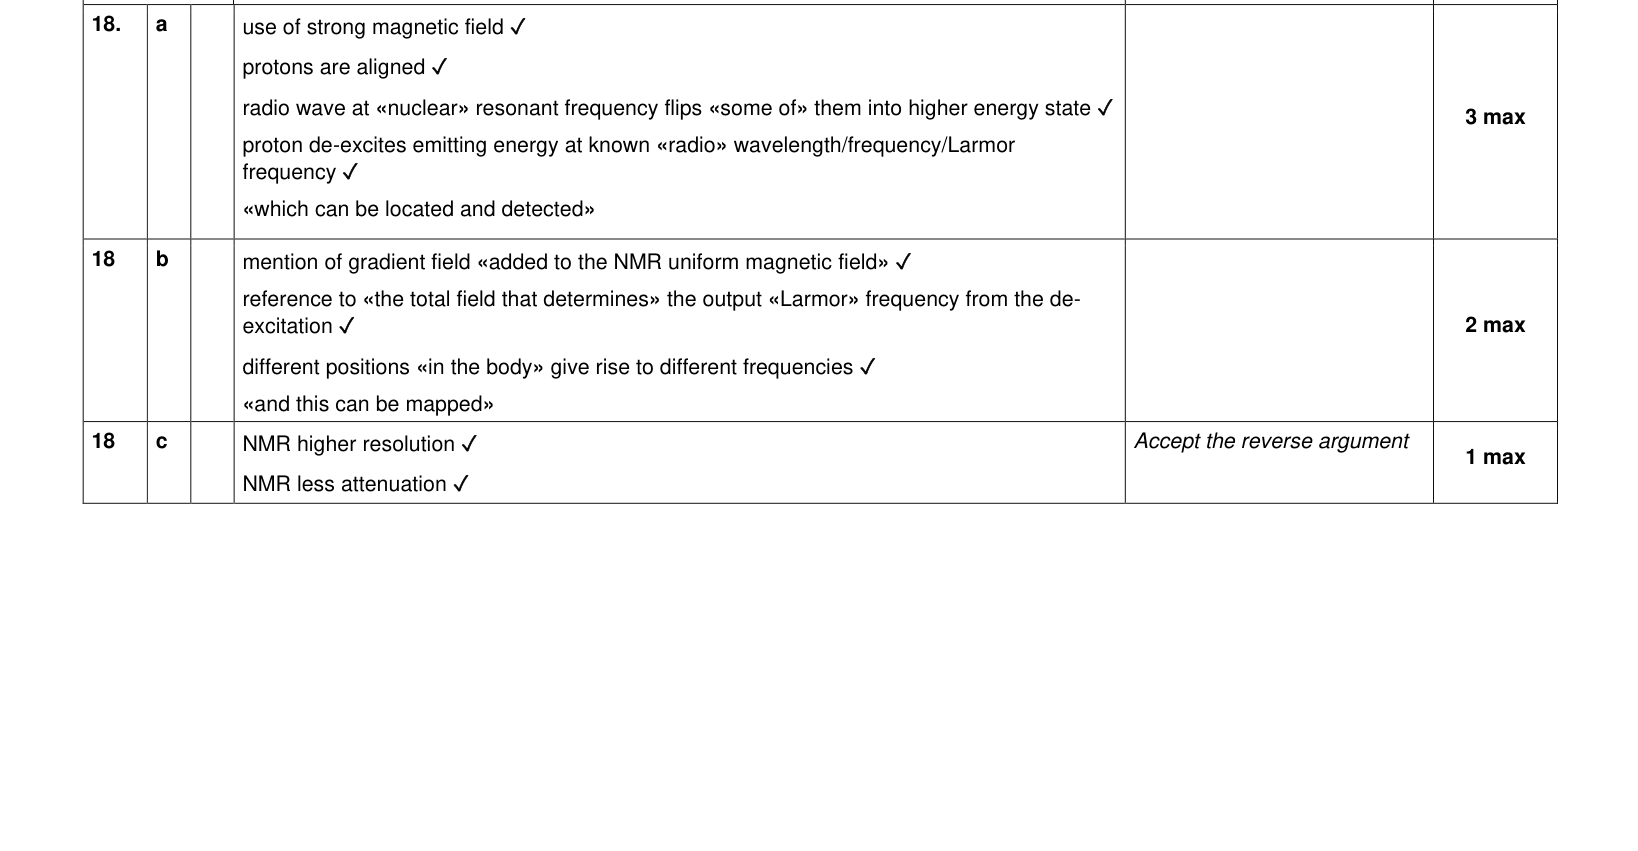 18. a use of strong magnetic field ✓
protons are aligned ✓
radio wave at «nuclear» resonant frequency flips «some of» them into higher energy state ✓
3 max
proton de-excites emitting energy at known «radio» wavelength/frequency/Larmor
frequency ✓
«which can be located and detected»
18 b mention of gradient field «added to the NMR uniform magnetic field» ✓
reference to «the total field that determines» the output «Larmor» frequency from the de-
excitation ✓
2 max
different positions «in the body» give rise to different frequencies ✓
«and this can be mapped»
18 c NMR higher resolution ✓ Accept the reverse argument
1 max
NMR less attenuation ✓